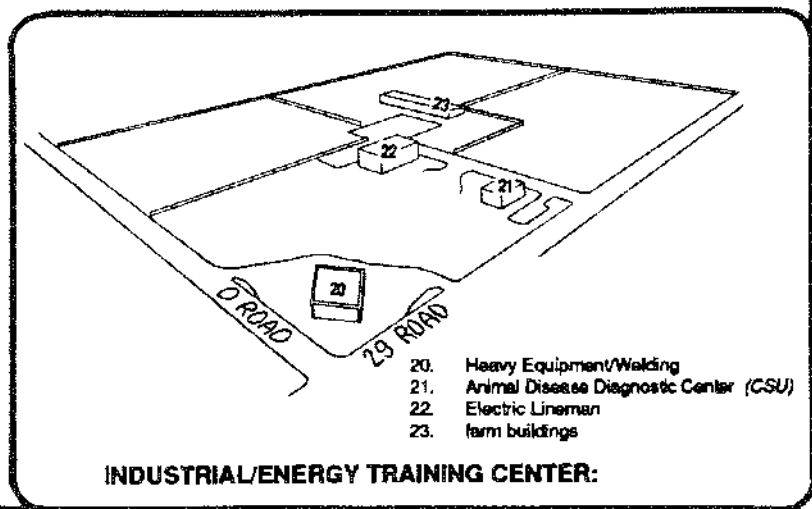 23
22
21
20
D ROAD
29 ROAD
20. Heavy Equipment/Welding
21. Animal Disease Diagnostic Center (CSU)
22. Electric Lineman
23. farm buildings
INDUSTRIAL/ENERGY TRAINING CENTER: